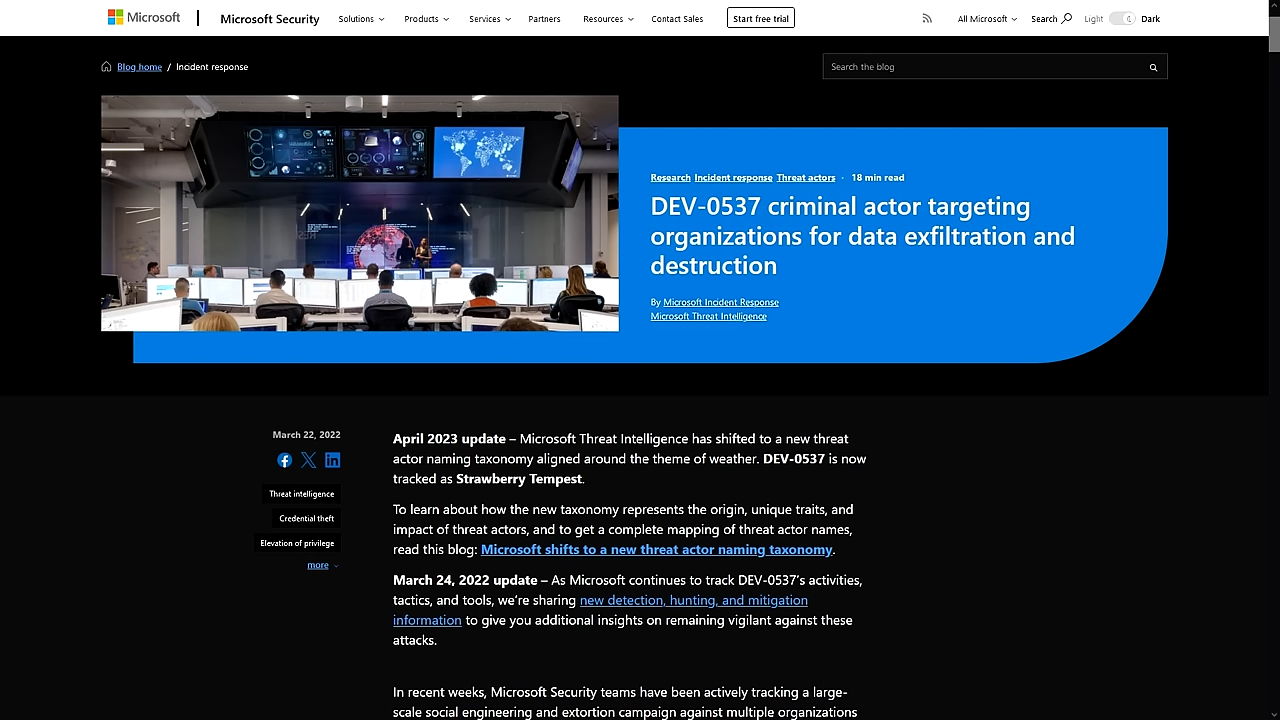 Microsoft
Microsoft Security
Solutions
Products
Services
Partners
Resources
Contact Sales
Start free trial
All Microsoft
Search
Light
Dark
Blog home / Incident response
Search the blog
Research Incident response Threat actors · 18 min read
DEV-0537 criminal actor targeting
organizations for data exfiltration and
destruction
By Microsoft Incident Response
Microsoft Threat Intelligence
March 22, 2022
Threat intelligence
Credential theft
Elevation of privilege
more
April 2023 update – Microsoft Threat Intelligence has shifted to a new threat
actor naming taxonomy aligned around the theme of weather. DEV-0537 is now
tracked as Strawberry Tempest.
To learn about how the new taxonomy represents the origin, unique traits, and
impact of threat actors, and to get a complete mapping of threat actor names,
read this blog: Microsoft shifts to a new threat actor naming taxonomy.
March 24, 2022 update – As Microsoft continues to track DEV-0537's activities,
tactics, and tools, we're sharing new detection, hunting, and mitigation
information to give you additional insights on remaining vigilant against these
attacks.
In recent weeks, Microsoft Security teams have been actively tracking a large-
scale social engineering and extortion campaign against multiple organizations